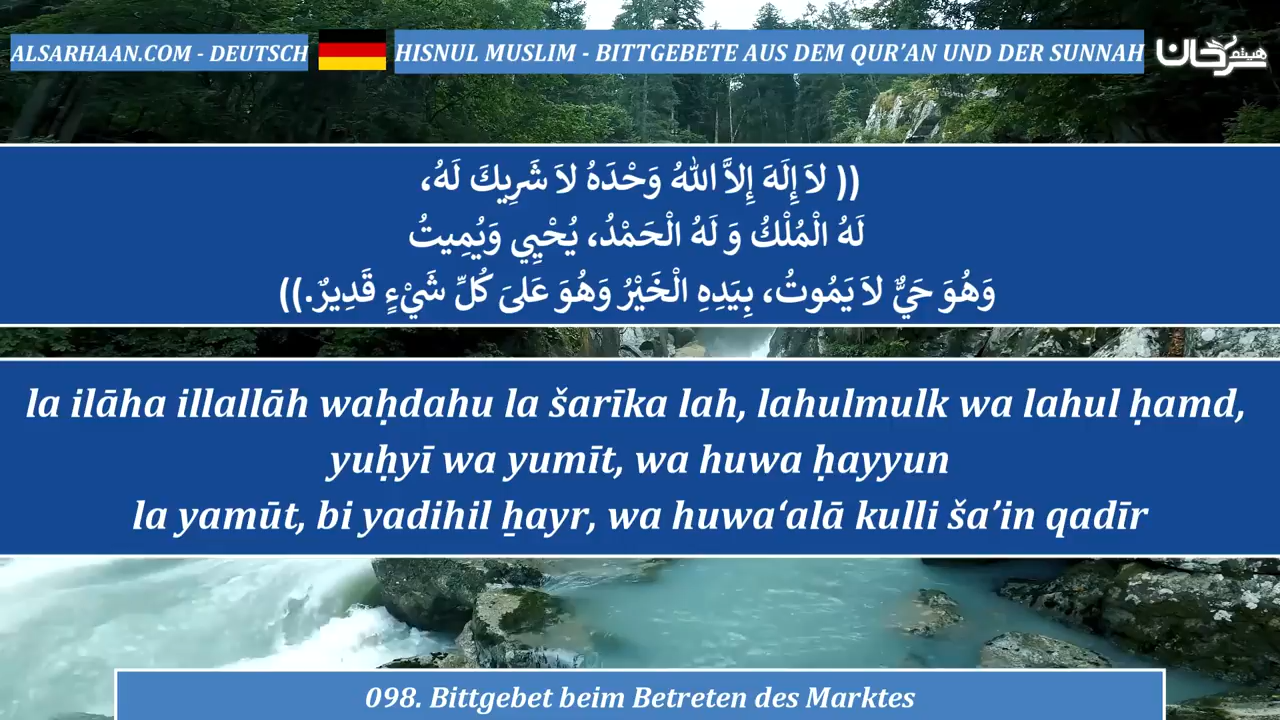 ALSARHAAN.COM - DEUTSCH
HISNUL MUSLIM - BITTGEBETE AUS DEM QUR’AN UND DER SUNNAH
هيثم سرحان
(( لاَ إِلَهَ إِلاَّ اللهُ وَحْدَهُ لاَ شَرِيكَ لَهُ،
لَهُ الْمُلْكُ وَ لَهُ الْحَمْدُ، يُحْيِي وَيُمِيتُ
وَهُوَ حَيٌّ لاَ يَمُوتُ، بِيَدِهِ الْخَيْرُ وَهُوَ عَلىَ كُلِّ شَيْءٍ قَدِيرٌ.))
la ilāha illallāh waḥdahu la šarīka lah, lahulmulk wa lahul ḥamd,
yuḥyī wa yumīt, wa huwa ḥayyun
la yamūt, bi yadihil ẖayr, wa huwa‘alā kulli ša’in qadīr
098. Bittgebet beim Betreten des Marktes